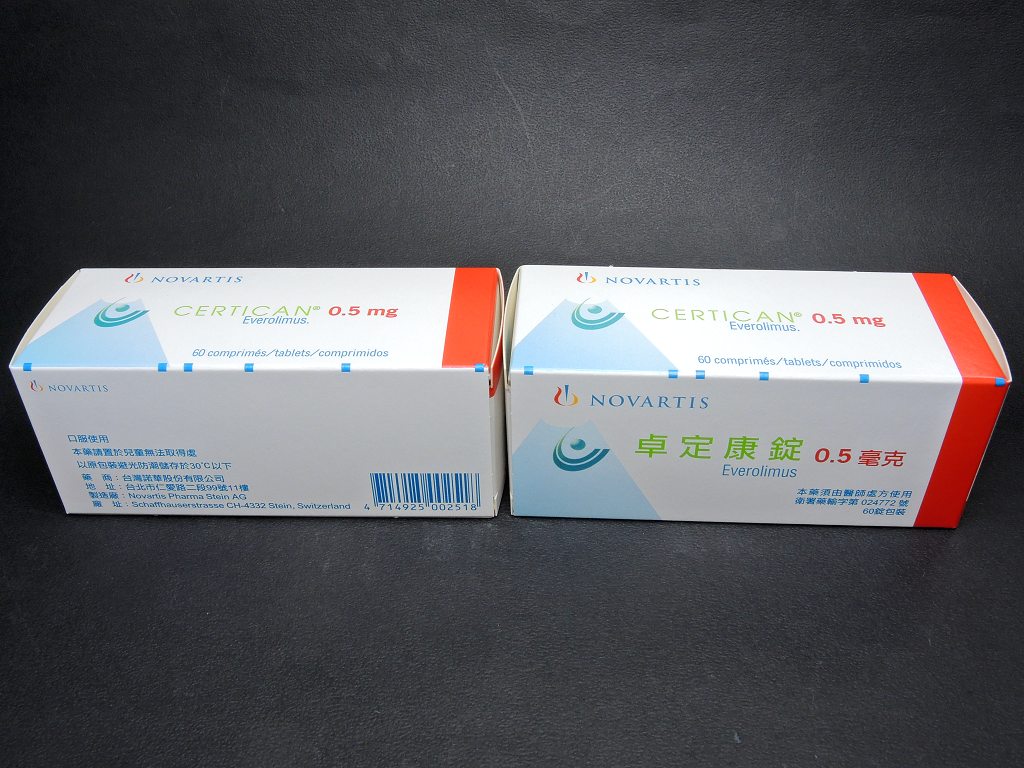 NOVARTIS
CERTICAN® 0.5 mg
Everolimus.
60 comprimés/tablets/comprimidos
NOVARTIS
口服使用
本藥請置於兒童無法取得處
以原包裝避光防潮儲存於30℃以下
藥 商：台灣諾華股份有限公司
地 址：台北市仁愛路二段99號11樓
製造廠：Novartis Pharma Stein AG
廠 址：Schaffhauserstrasse CH-4332 Stein, Switzerland
4 714925 002518
NOVARTIS
CERTICAN® 0.5 mg
Everolimus.
60 comprimés/tablets/comprimidos
NOVARTIS
卓定康錠 0.5 毫克
Everolimus
本藥須由醫師處方使用
衛署藥輸字第 024772 號
60錠包裝